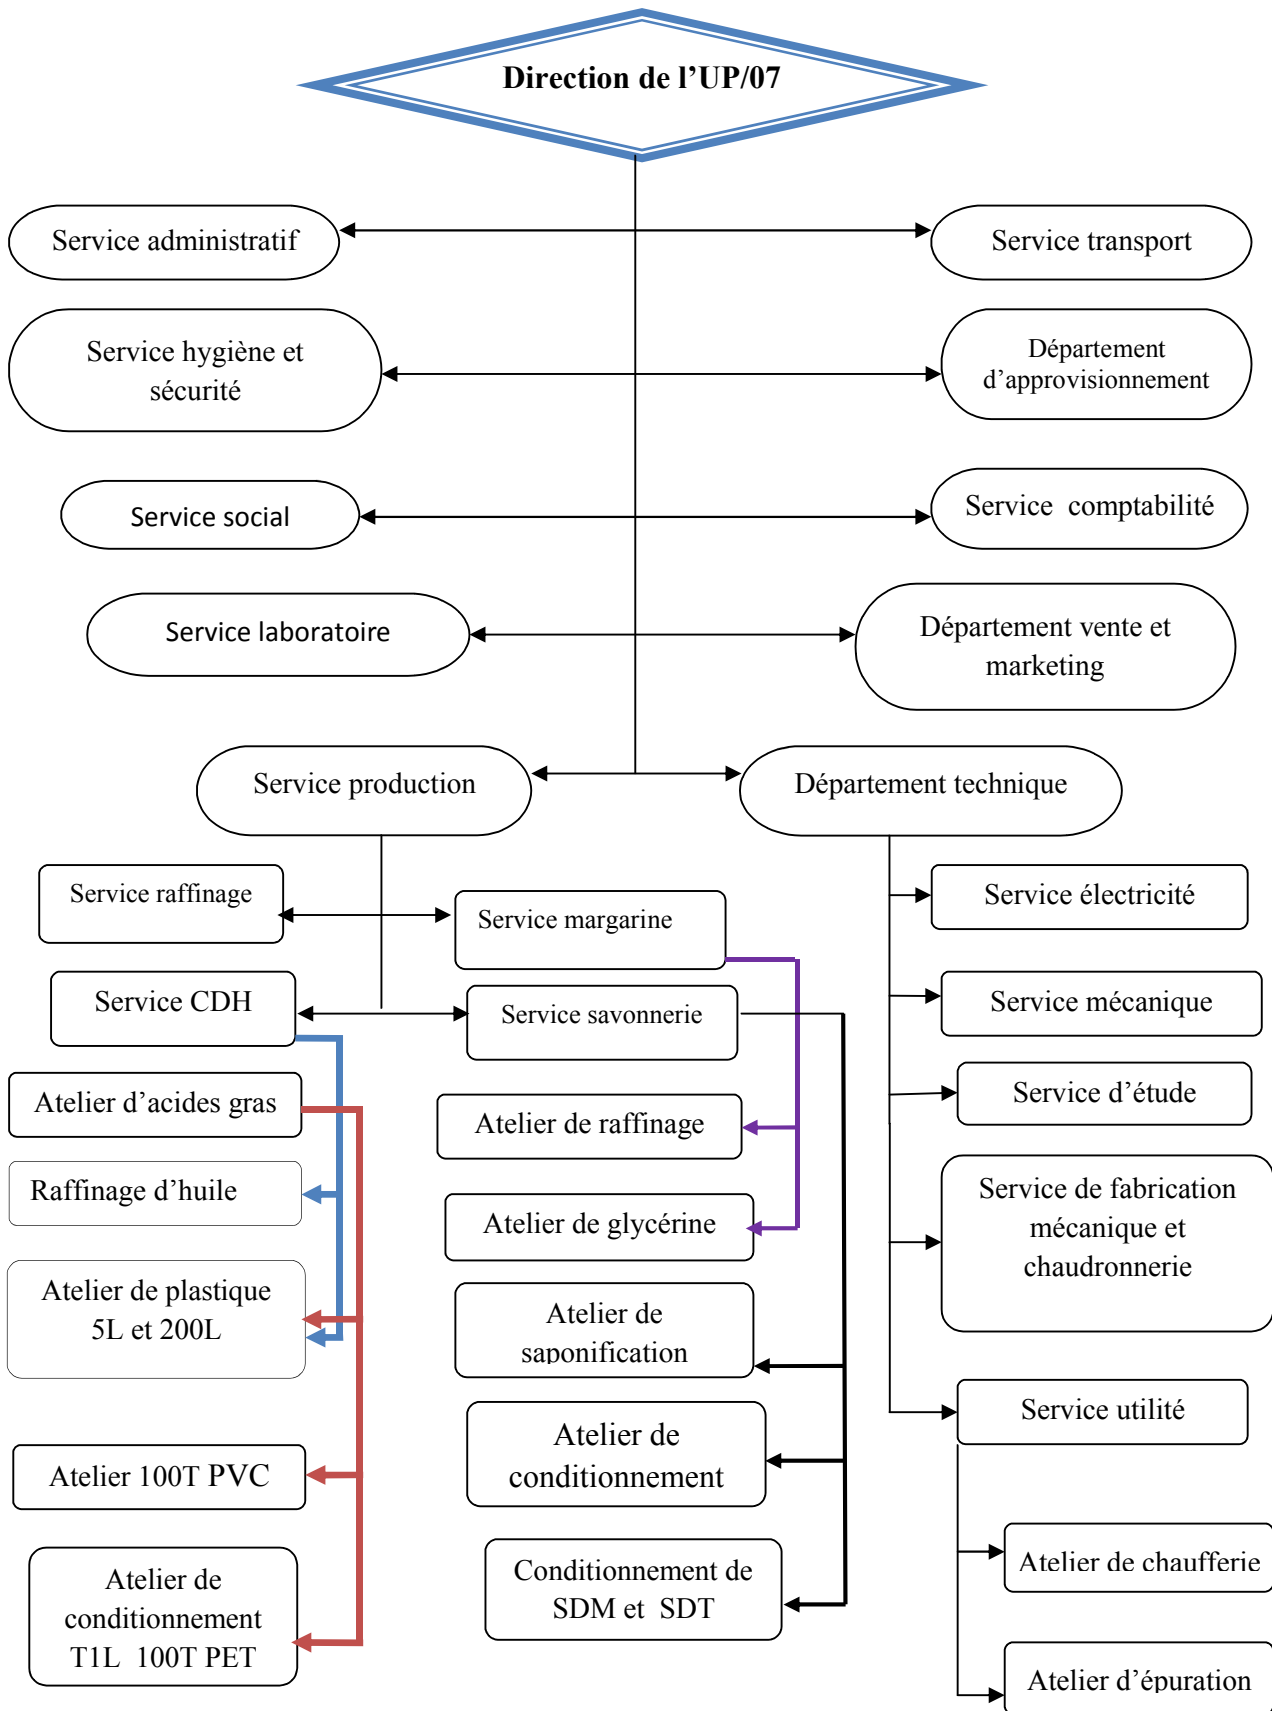 Direction de l’UP/07
Service administratif
Service transport
Service hygiène et
sécurité
Département
d’approvisionnement
Service social
Service comptabilité
Service laboratoire
Département vente et
marketing
Service production
Département technique
Service raffinage
Service margarine
Service électricité
Service CDH
Service savonnerie
Service mécanique
Atelier d’acides gras
Atelier de raffinage
Service d’étude
Raffinage d’huile
Atelier de glycérine
Service de fabrication
mécanique et
chaudronnerie
Atelier de plastique
5L et 200L
Atelier de
saponification
Service utilité
Atelier 100T PVC
Atelier de
conditionnement
Atelier de chaufferie
Atelier de
conditionnement
T1L 100T PET
Conditionnement de
SDM et SDT
Atelier d’épuration